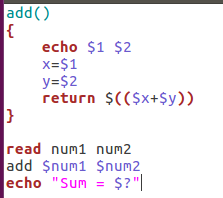 add()
{
echo $1 $2
x=$1
y=$2
return $(($x+$y))
}
read num1 num2
add $num1 $num2
echo "Sum = $?"